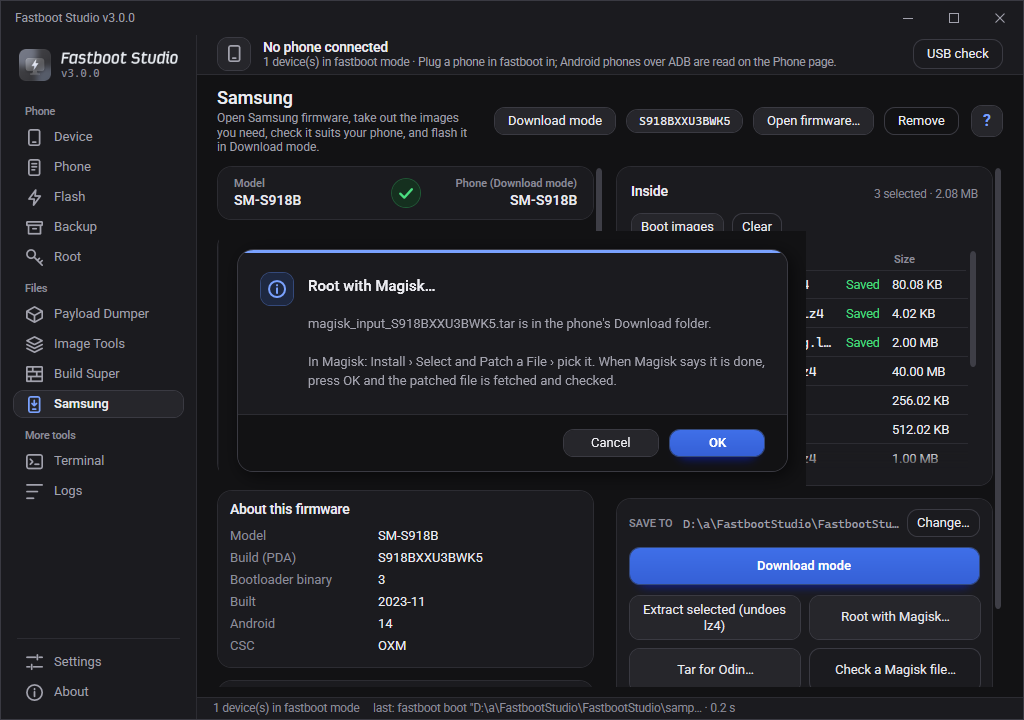 Fastboot Studio v3.0.0
Fastboot Studio
v3.0.0
Phone
Device
Phone
Flash
Backup
Root
Files
Payload Dumper
Image Tools
Build Super
Samsung
More tools
Terminal
Logs
Settings
About
No phone connected
1 device(s) in fastboot mode · Plug a phone in fastboot in; Android phones over ADB are read on the Phone page.
USB check
Samsung
Open Samsung firmware, take out the images
you need, check it suits your phone, and flash it
in Download mode.
Download mode
S918BXXU3BWK5
Open firmware...
Remove
?
Model
SM-S918B
Phone (Download mode)
SM-S918B
Inside
3 selected · 2.08 MB
Boot images
Clear
Size
4 Saved 80.08 KB
.z4 Saved 4.02 KB
g.l... Saved 2.00 MB
z4 40.00 MB
256.02 KB
512.02 KB
z4 1.00 MB
Root with Magisk...
magisk_input_S918BXXU3BWK5.tar is in the phone's Download folder.
In Magisk: Install › Select and Patch a File › pick it. When Magisk says it is done,
press OK and the patched file is fetched and checked.
Cancel
OK
About this firmware
Model SM-S918B
Build (PDA) S918BXXU3BWK5
Bootloader binary 3
Built 2023-11
Android 14
CSC OXM
SAVE TO D:\a\FastbootStudio\FastbootStu...
Change...
Download mode
Extract selected (undoes
lz4)
Root with Magisk...
Tar for Odin...
Check a Magisk file...
1 device(s) in fastboot mode
last: fastboot boot "D:\a\FastbootStudio\FastbootStudio\samp... · 0.2 s